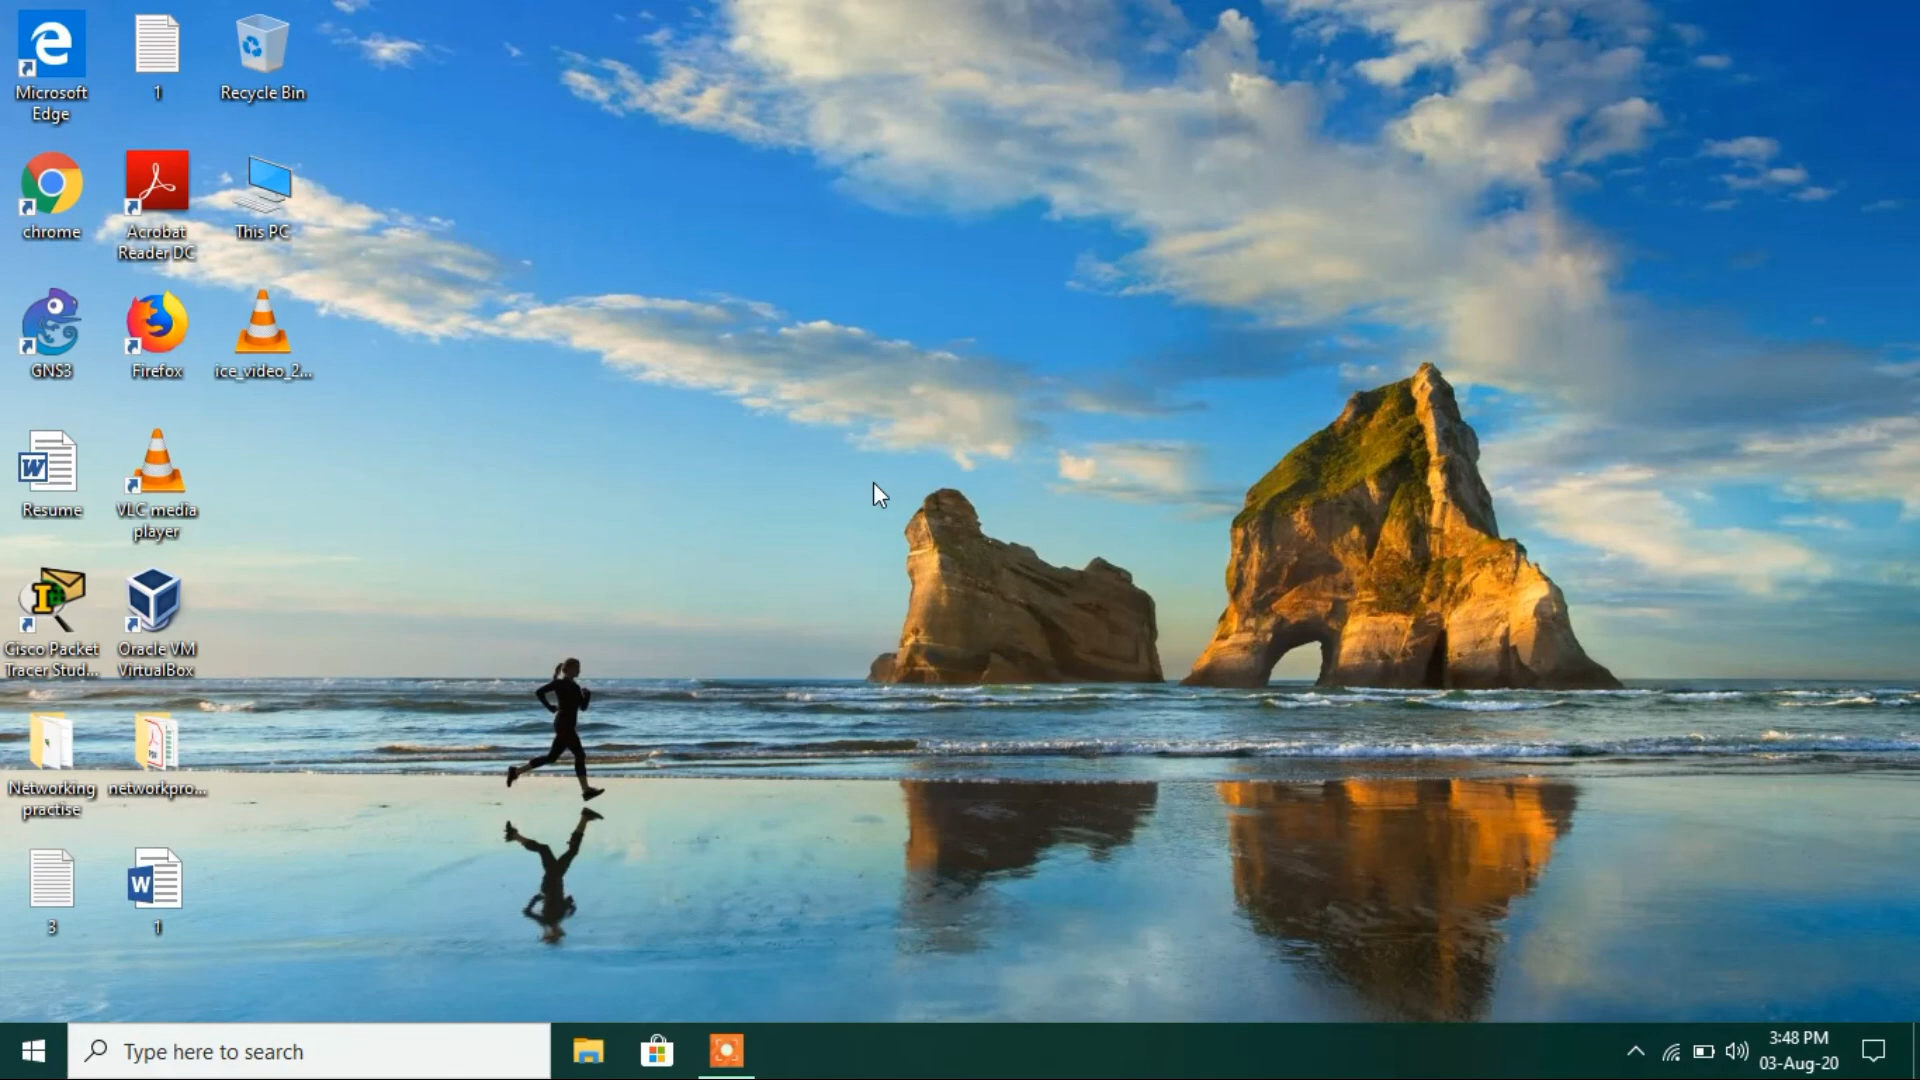 Microsoft
Edge
1
Recycle Bin
chrome
Acrobat
Reader DC
This PC
GNS3
Firefox
ice_video_2...
Resume
VLC media
player
Cisco Packet
Tracer Stud...
Oracle VM
VirtualBox
Networking
practise
networkpro...
3
1
Type here to search
3:48 PM
03-Aug-20